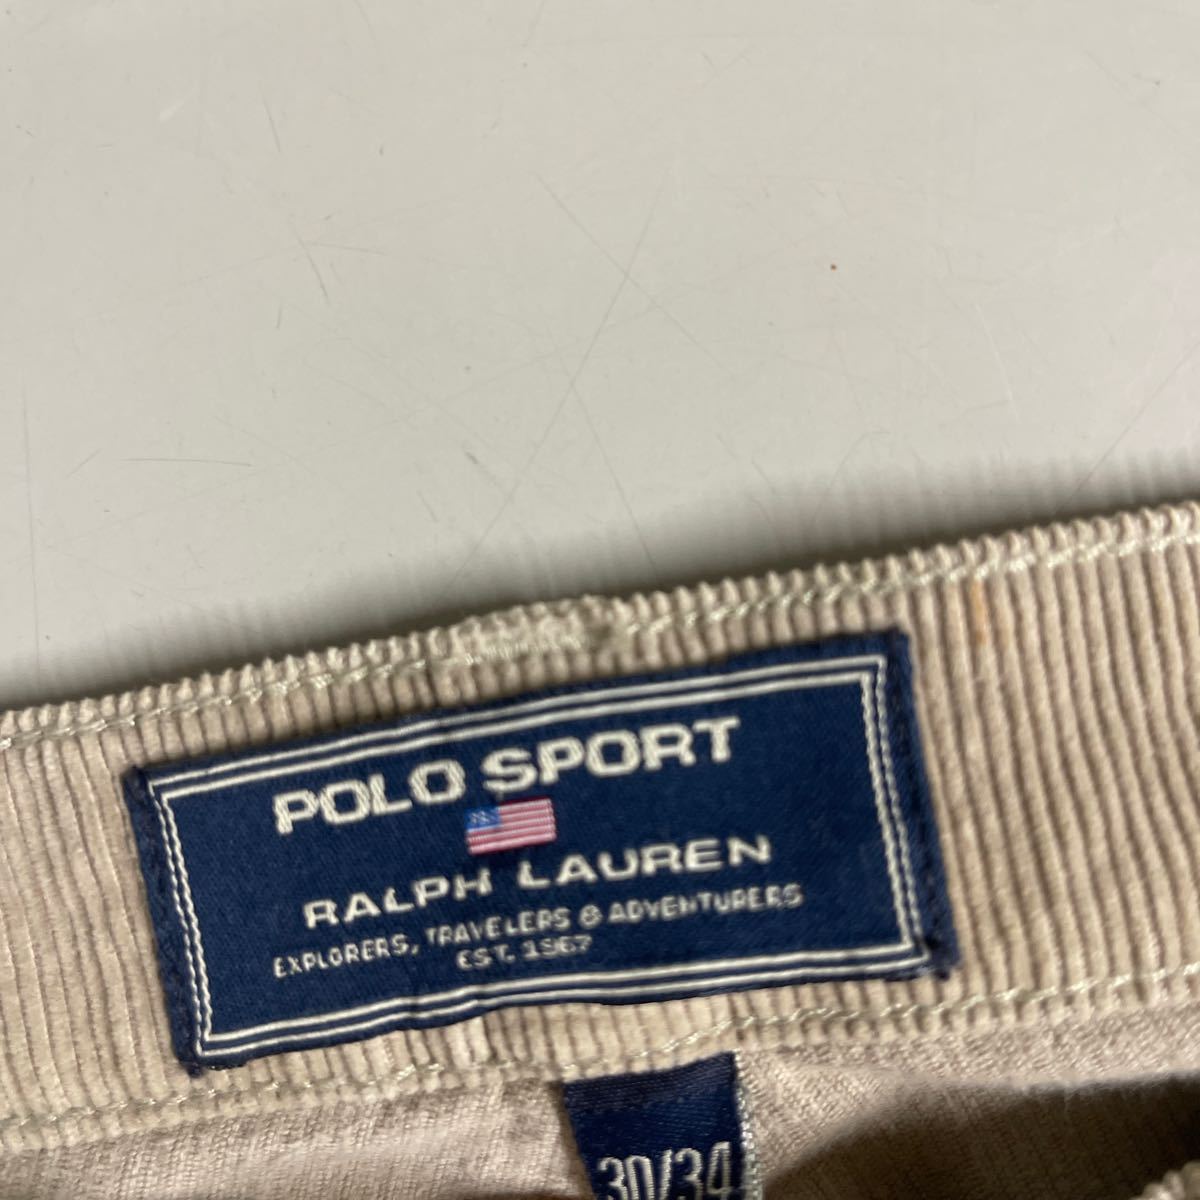 POLO SPORT
RALPH LAUREN
EXPLORERS, TRAVELERS & ADVENTURERS
EST. 1967
30/34